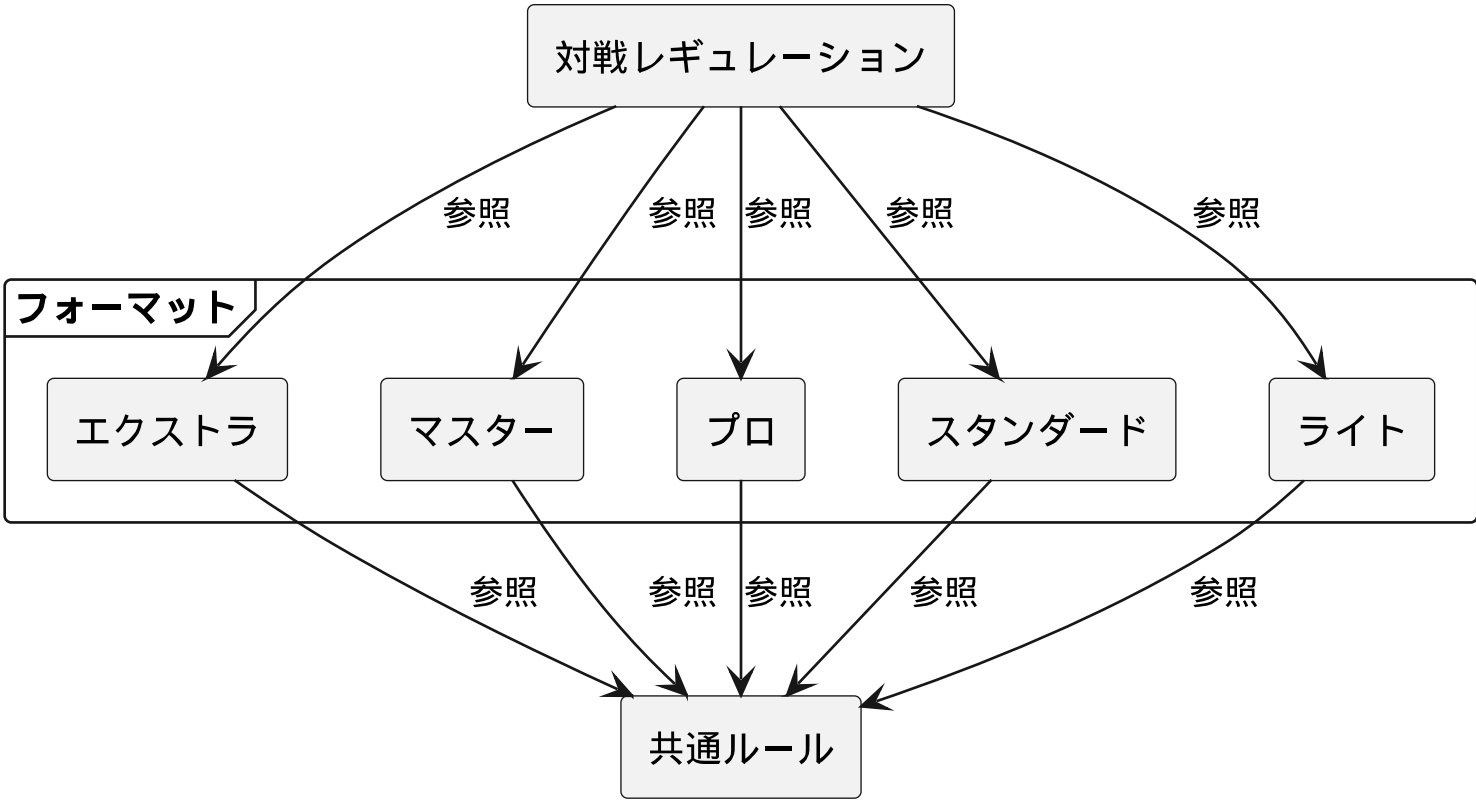 対戦レギュレーション
参照
参照
参照
参照
参照
フォーマット
エクストラ
マスター
プロ
スタンダード
ライト
参照
参照
参照
参照
参照
共通ルール